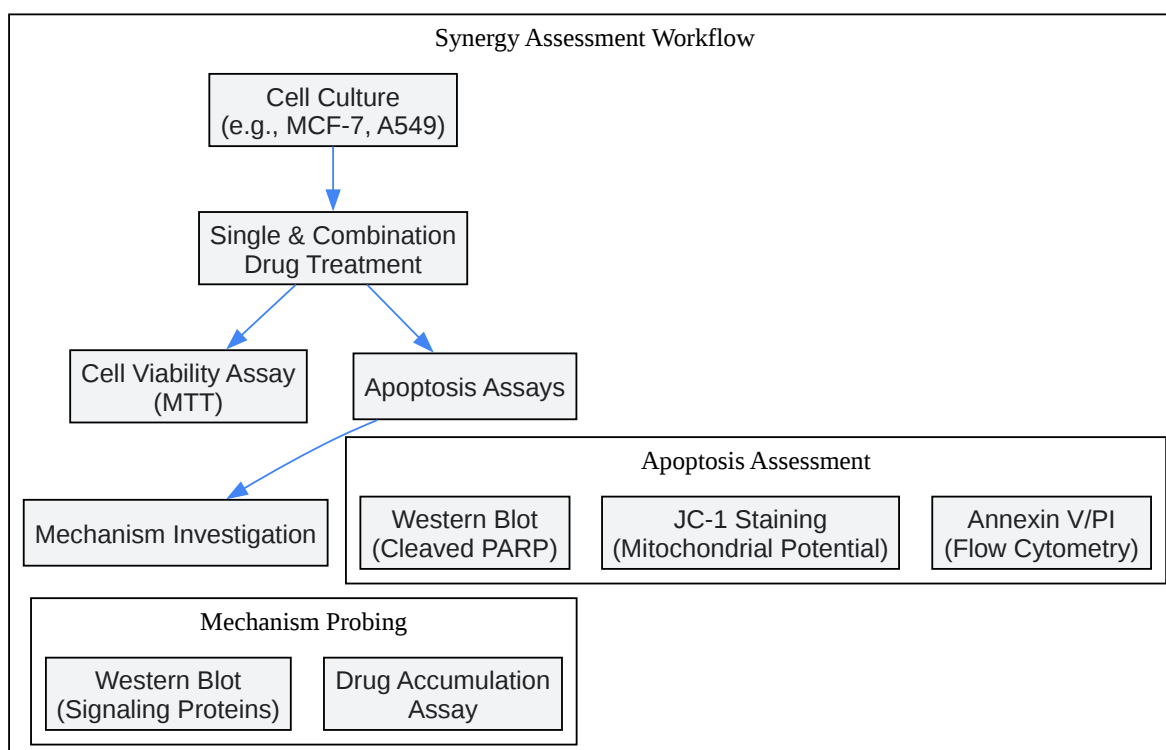 Synergy Assessment Workflow
Cell Culture
(e.g., MCF-7, A549)
Single & Combination
Drug Treatment
Cell Viability Assay
(MTT)
Apoptosis Assays
Mechanism Investigation
Apoptosis Assessment
Western Blot
(Cleaved PARP)
JC-1 Staining
(Mitochondrial Potential)
Annexin V/PI
(Flow Cytometry)
Mechanism Probing
Western Blot
(Signaling Proteins)
Drug Accumulation
Assay